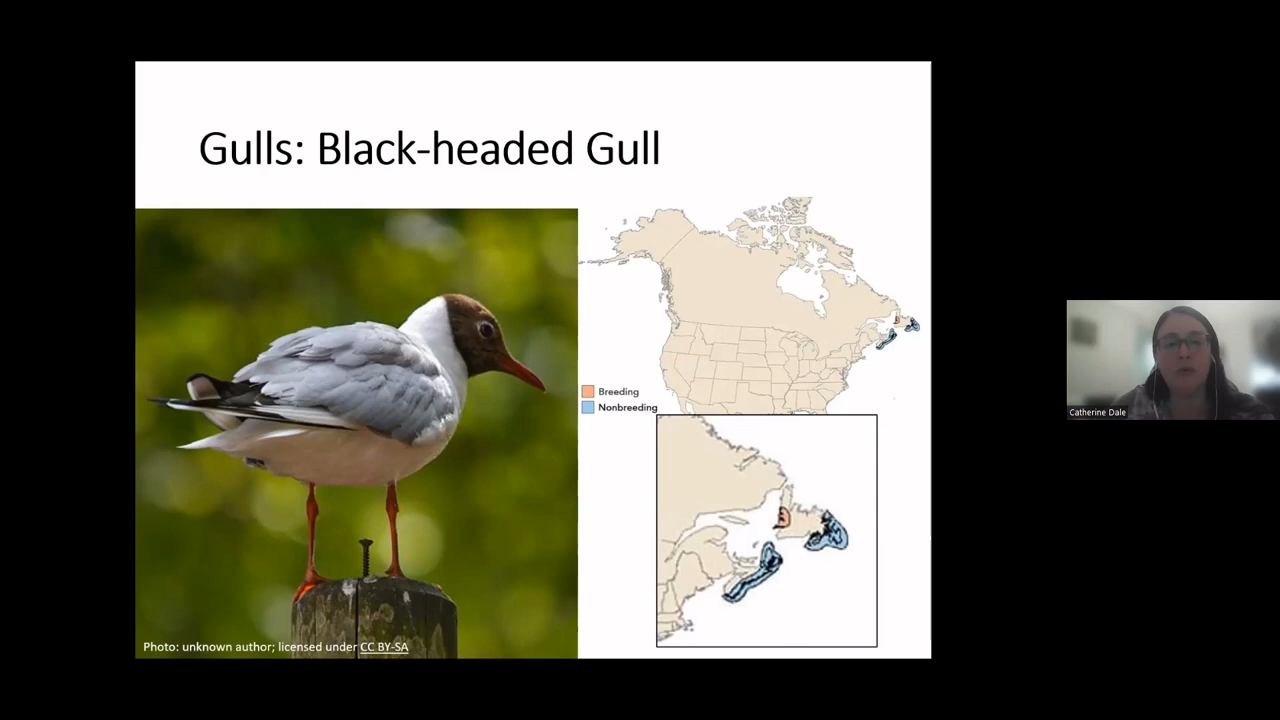 Gulls: Black-headed Gull
Breeding
Nonbreeding
Photo: unknown author; licensed under CC BY-SA
Catherine Dale